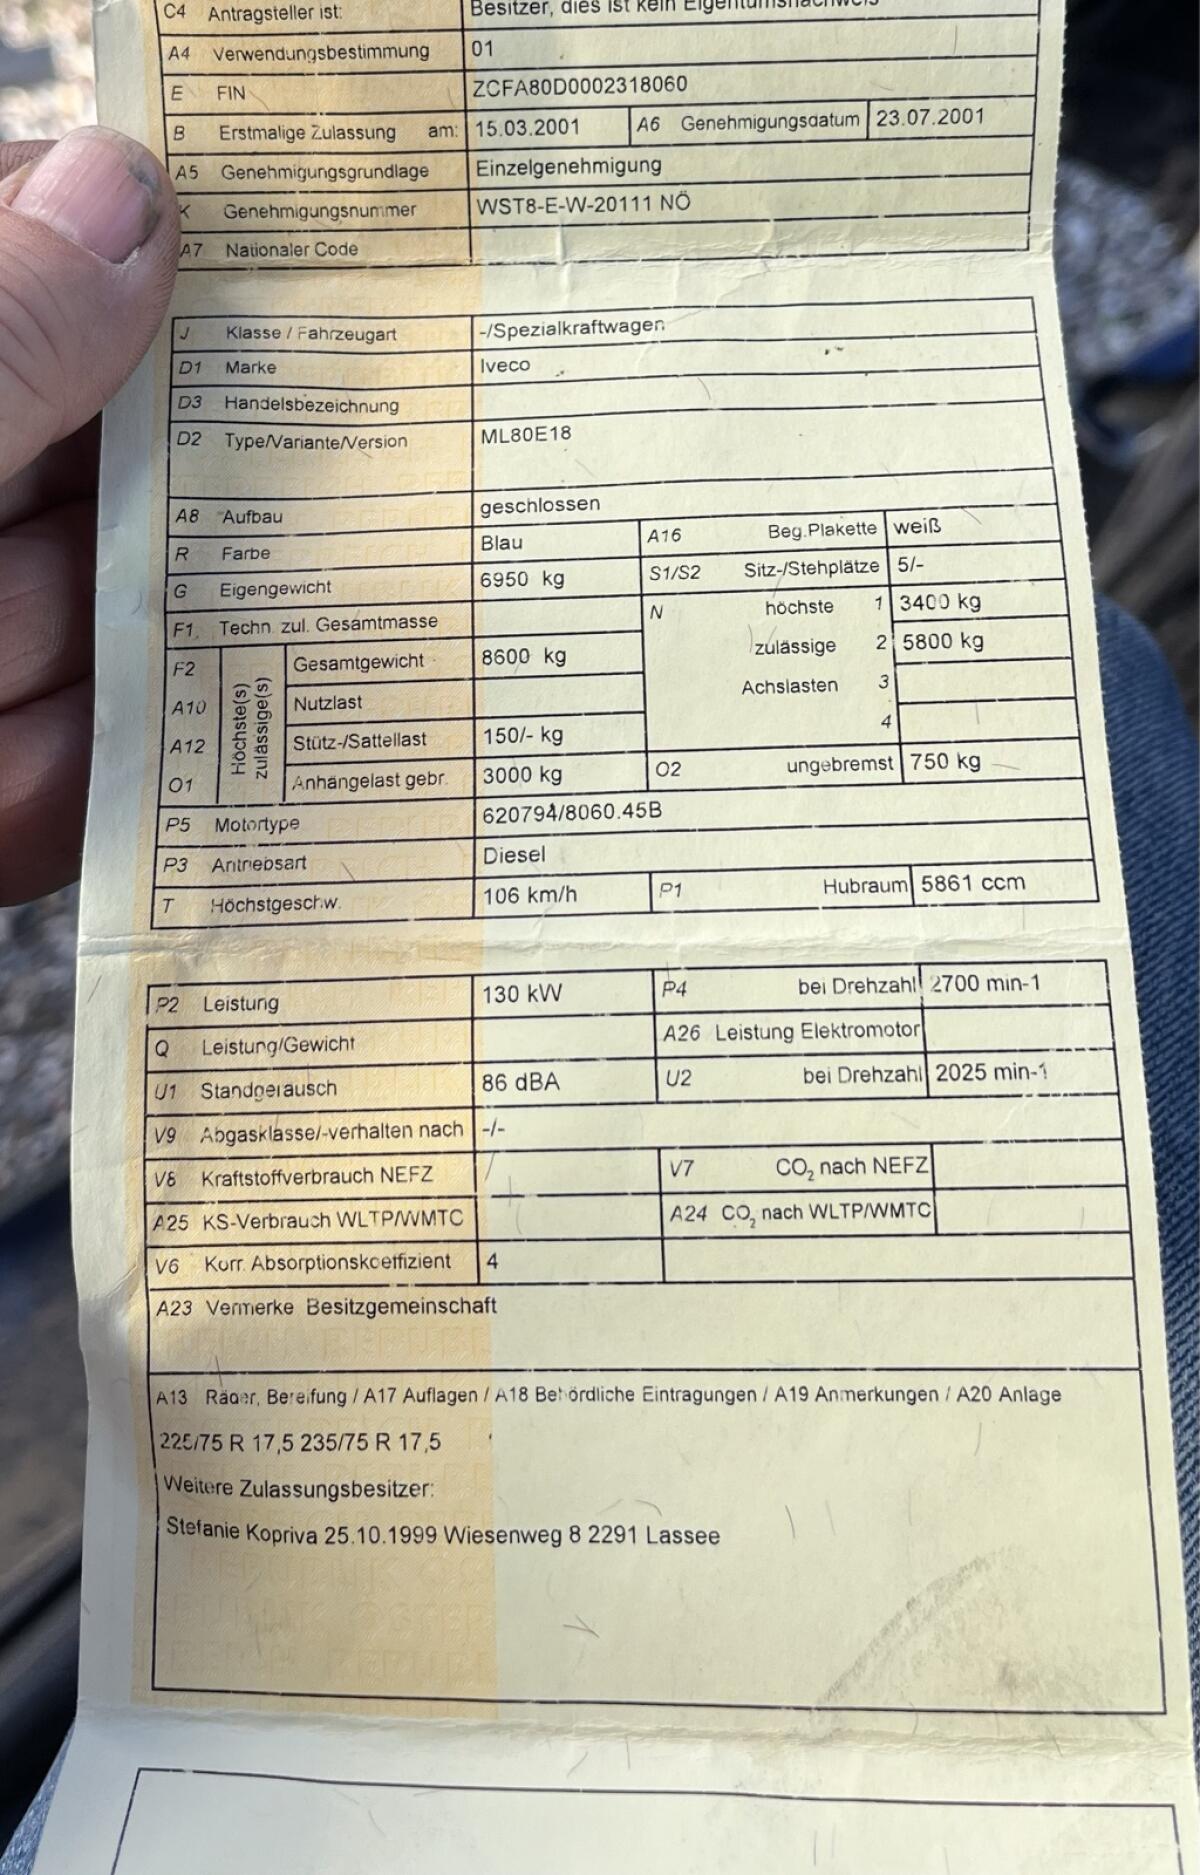 C4 Antragsteller ist: Besitzer, dies ist kein Eigentumsnachweis
A4 Verwendungsbestimmung 01
E FIN ZCFA80D0002318060
B Erstmalige Zulassung am: 15.03.2001 A6 Genehmigungsdatum 23.07.2001
A5 Genehmigungsgrundlage Einzelgenehmigung
K Genehmigungsnummer WST8-E-W-20111 NÖ
A7 Nationaler Code
J Klasse / Fahrzeugart -/Spezialkraftwagen
D1 Marke Iveco
D3 Handelsbezeichnung
D2 Type/Variante/Version ML80E18
A8 Aufbau geschlossen
R Farbe Blau A16 Beg.Plakette weiß
G Eigengewicht 6950 kg S1/S2 Sitz-/Stehplätze 5/-
F1 Techn. zul. Gesamtmasse N höchste 1 3400 kg
F2 Höchste(s) zulässige(s) Gesamtgewicht 8600 kg zulässige 2 5800 kg
A10 Nutzlast Achslasten 3
A12 Stütz-/Sattellast 150/- kg 4
O1 Anhängelast gebr. 3000 kg O2 ungebremst 750 kg
P5 Motortype 620794/8060.45B
P3 Antriebsart Diesel
T Höchstgeschw. 106 km/h P1 Hubraum 5861 ccm
P2 Leistung 130 kW P4 bei Drehzahl 2700 min-1
Q Leistung/Gewicht A26 Leistung Elektromotor
U1 Standgeräusch 86 dBA U2 bei Drehzahl 2025 min-1
V9 Abgasklasse/-verhalten nach -/-
V8 Kraftstoffverbrauch NEFZ V7 CO2 nach NEFZ
A25 KS-Verbrauch WLTP/WMTC A24 CO2 nach WLTP/WMTC
V6 Korr. Absorptionskoeffizient 4
A23 Vermerke Besitzgemeinschaft
A13 Räder, Bereifung / A17 Auflagen / A18 Behördliche Eintragungen / A19 Anmerkungen / A20 Anlage
225/75 R 17,5 235/75 R 17,5
Weitere Zulassungsbesitzer:
Stefanie Kopriva 25.10.1999 Wiesenweg 8 2291 Lassee